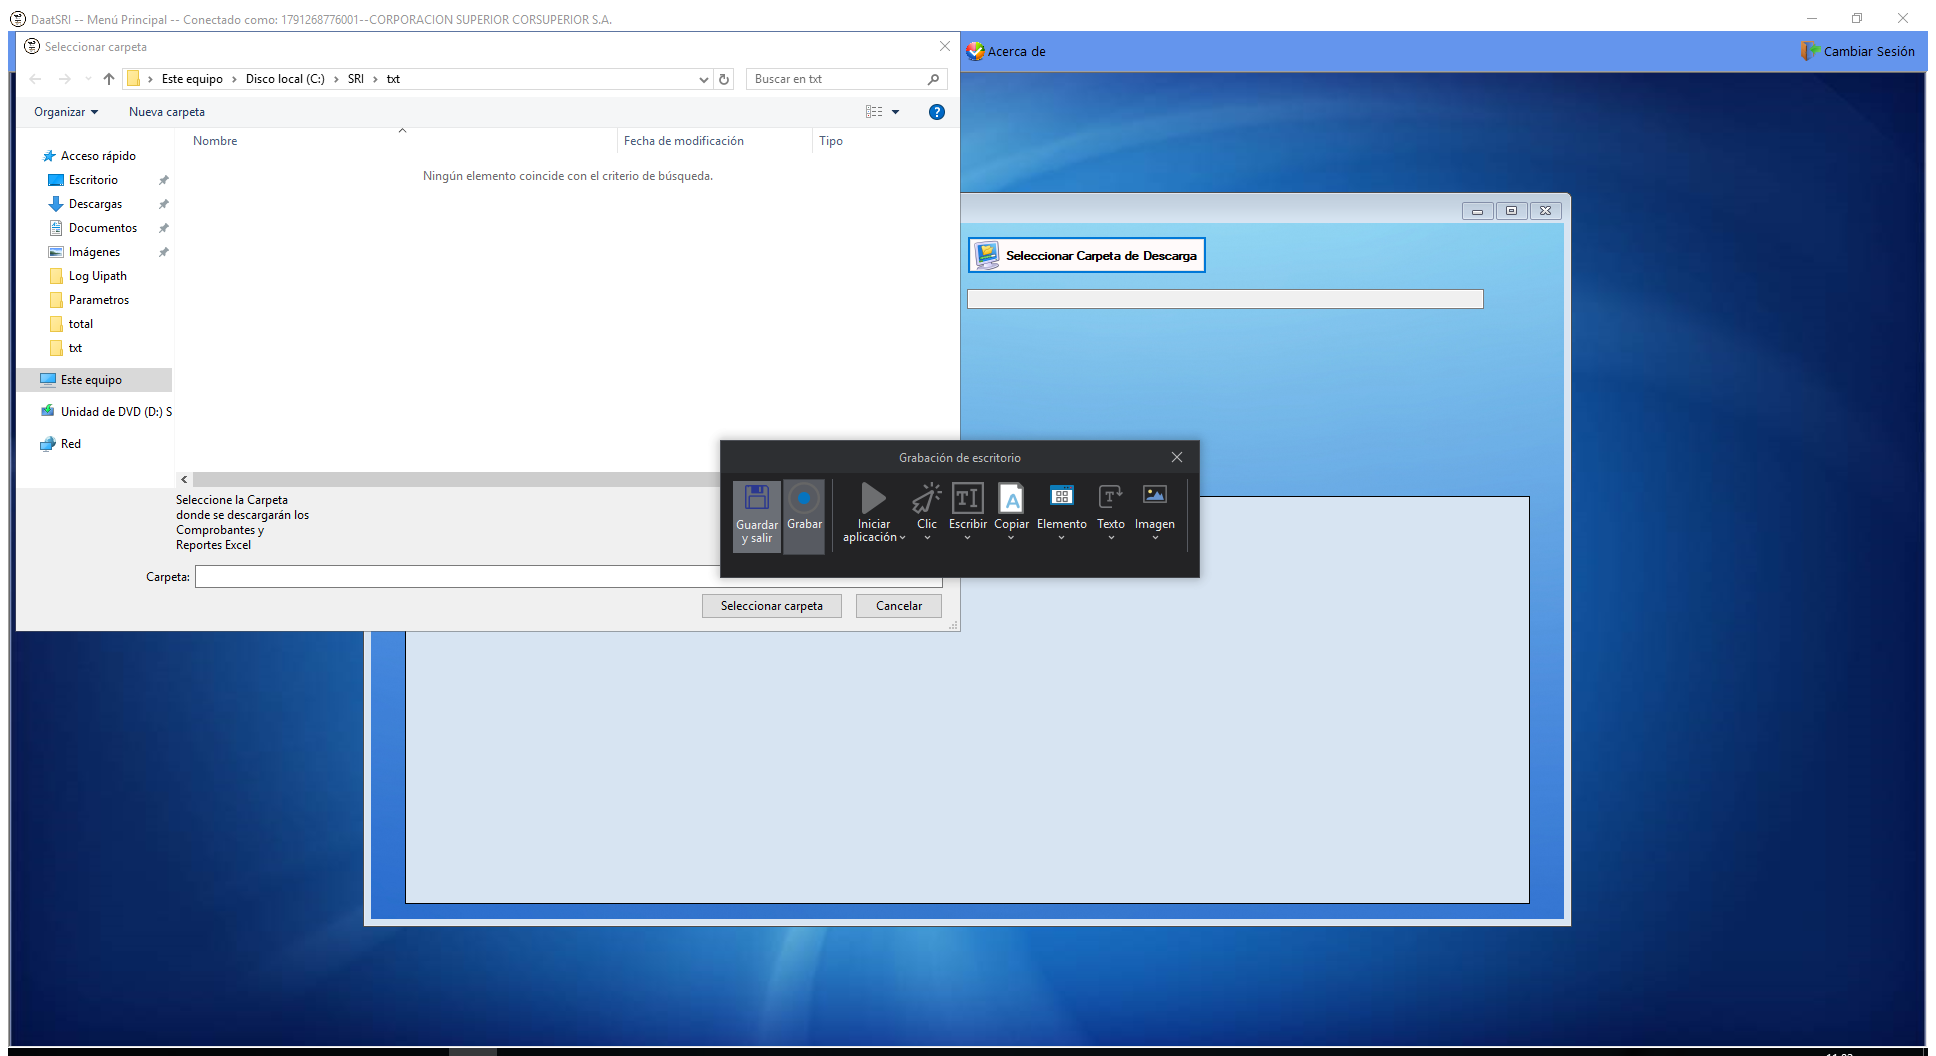 DaatSRI -- Menú Principal -- Conectado como: 1791268776001--CORPORACION SUPERIOR CORSUPERIOR S.A.
Seleccionar carpeta
Acerca de
Cambiar Sesión
Este equipo > Disco local (C:) > SRI > txt
Buscar en txt
Organizar
Nueva carpeta
Nombre
Fecha de modificación
Tipo
Ningún elemento coincide con el criterio de búsqueda.
Acceso rápido
Escritorio
Descargas
Documentos
Imágenes
Log Uipath
Parametros
total
txt
Este equipo
Unidad de DVD (D:) S
Red
Seleccionar Carpeta de Descarga
Seleccione la Carpeta
donde se descargarán los
Comprobantes y
Reportes Excel
Carpeta:
Seleccionar carpeta
Cancelar
Grabación de escritorio
Guardar
y salir
Grabar
Iniciar
aplicación
Clic
Escribir
Copiar
Elemento
Texto
Imagen